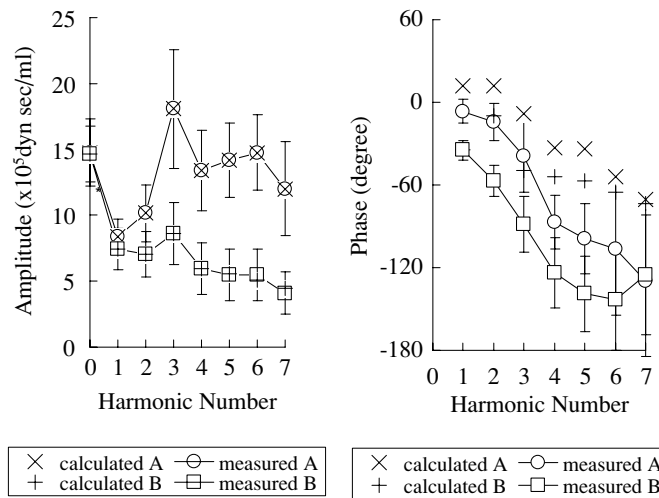 25
20
15
10
5
0
Amplitude (x10⁵dyn sec/ml)
*
0 1 2 3 4 5 6 7
Harmonic Number
calculated A measured A
calculated B measured B
60
0
-60
-120
-180
Phase (degree)
0 1 2 3 4 5 6 7
Harmonic Number
calculated A measured A
calculated B measured B